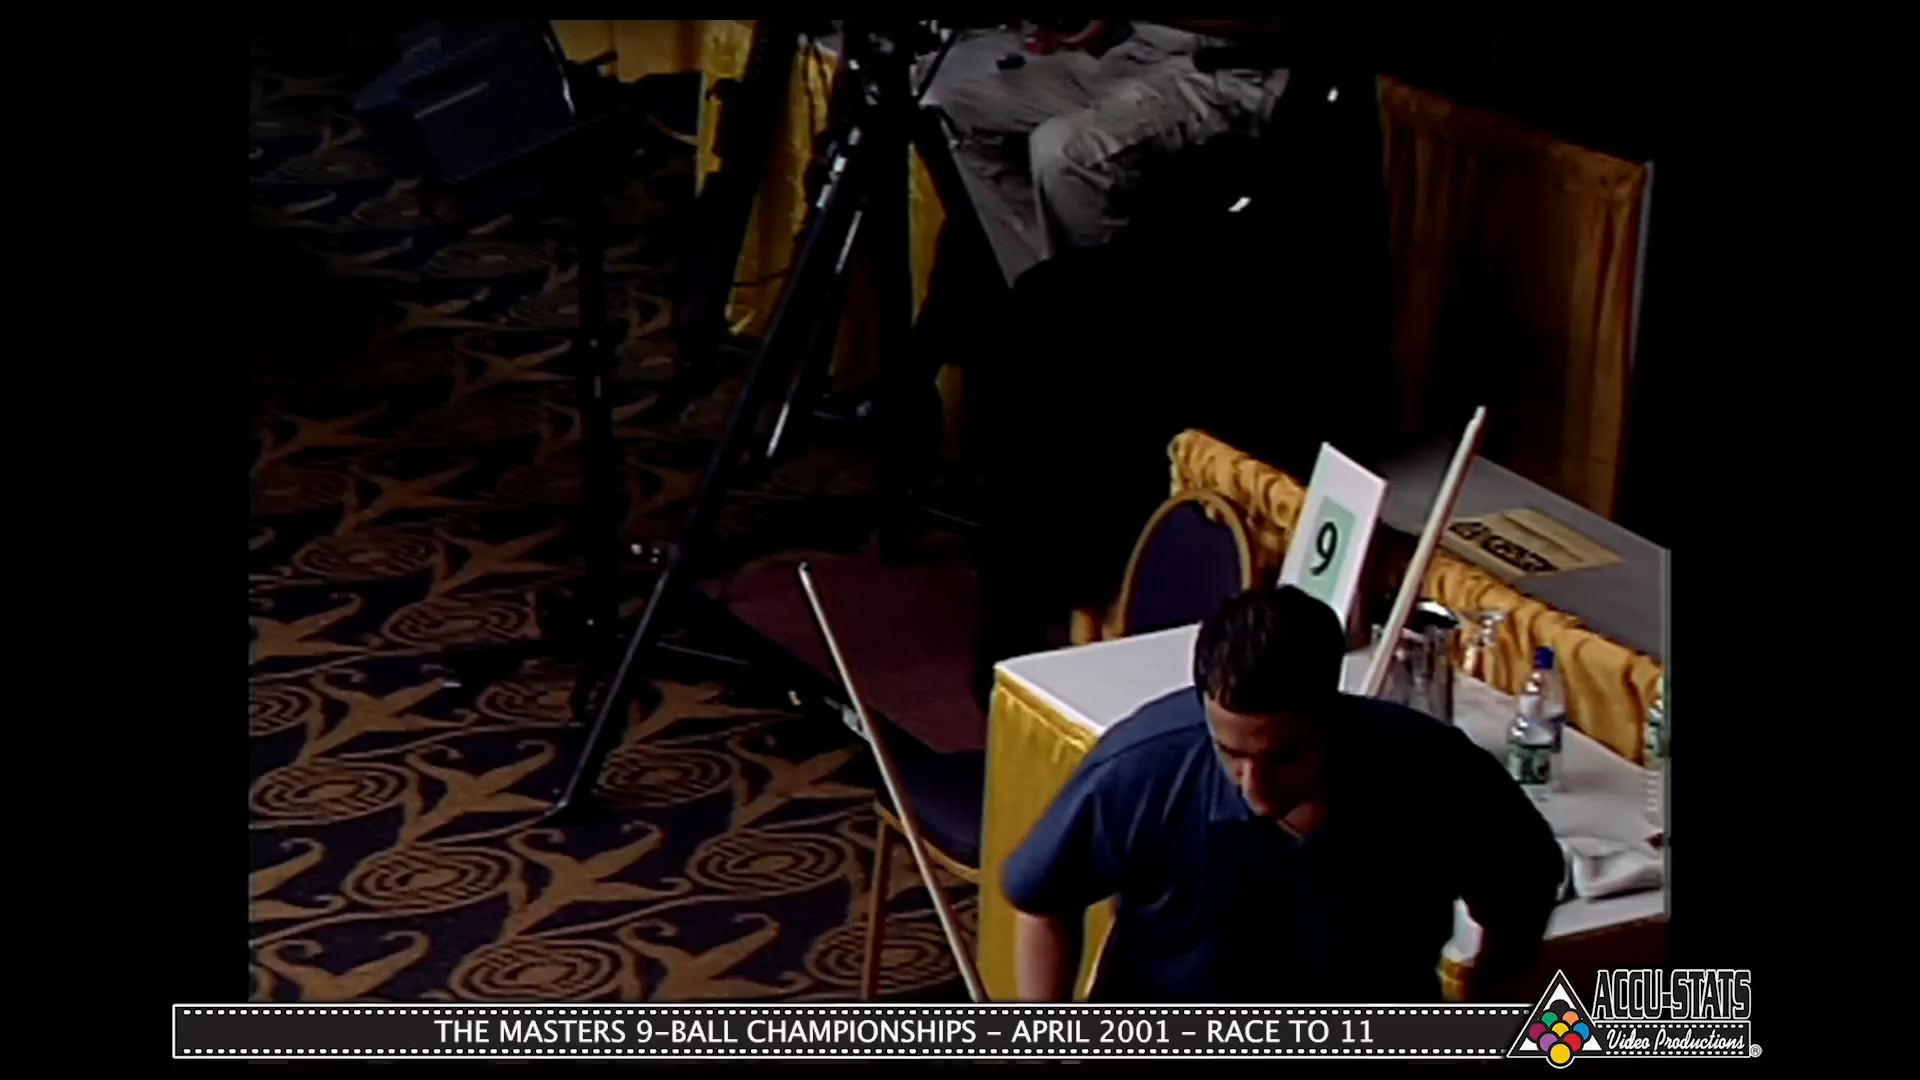 9
THE MASTERS 9-BALL CHAMPIONSHIPS – APRIL 2001 – RACE TO 11
ACCU-STATS
Video Productions®